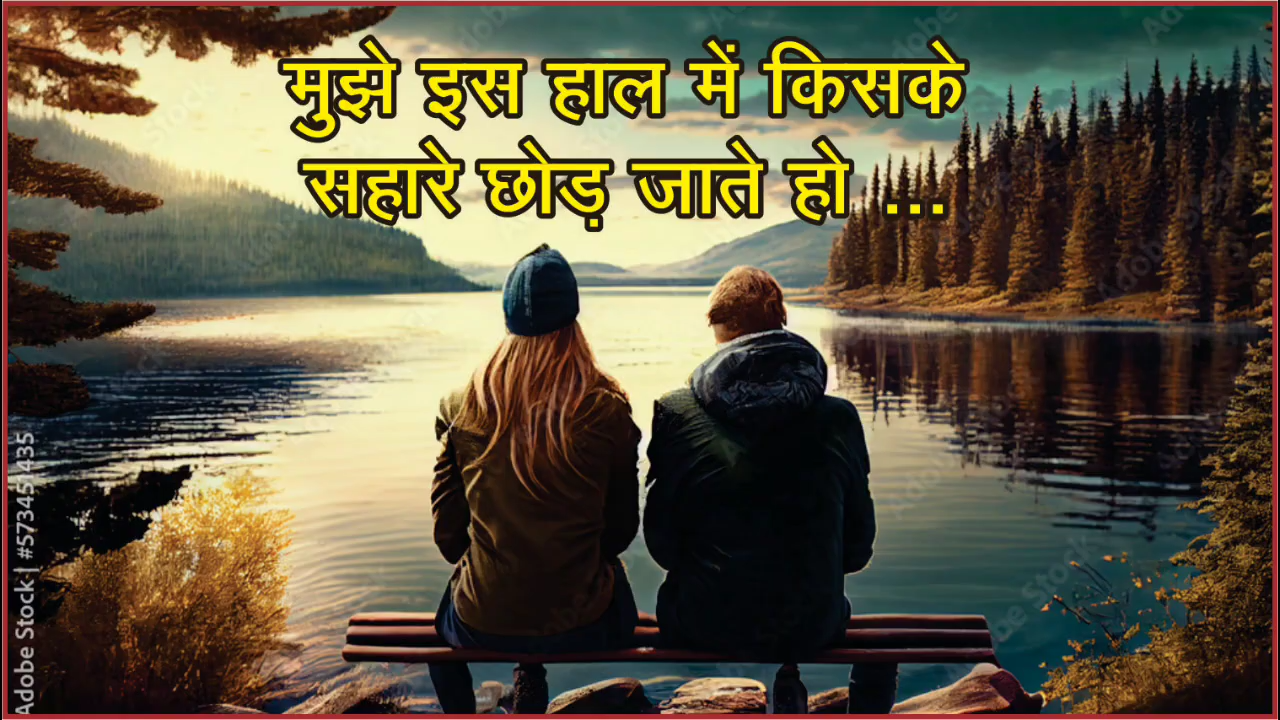 मुझे इस हाल में किसके
सहारे छोड़ जाते हो ...
Adobe Stock | #573451435